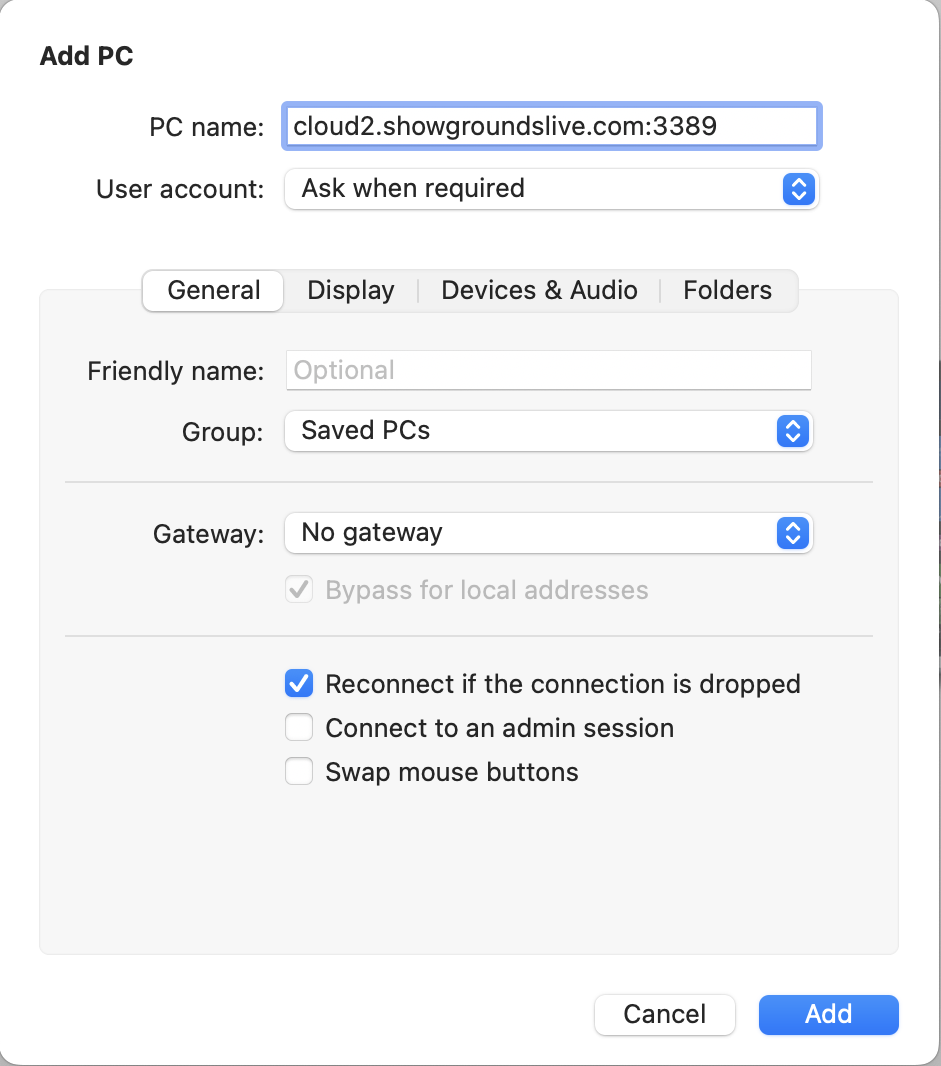 Add PC
PC name: cloud2.showgroundslive.com:3389
User account: Ask when required
General Display Devices & Audio Folders
Friendly name: Optional
Group: Saved PCs
Gateway: No gateway
Bypass for local addresses
Reconnect if the connection is dropped
Connect to an admin session
Swap mouse buttons
Cancel Add